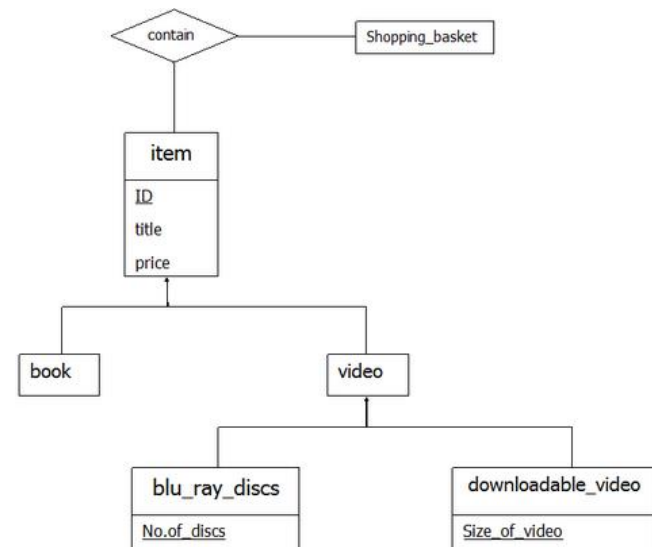 contain
Shopping_basket
item
ID
title
price
book
video
blu_ray_discs
No.of_discs
downloadable_video
Size_of_video